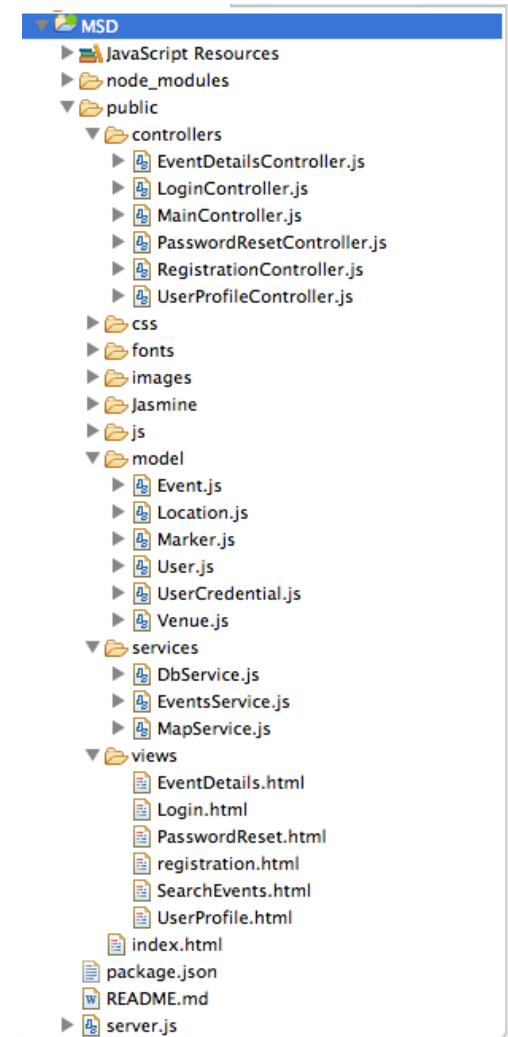 MSD
JavaScript Resources
node_modules
public
controllers
EventDetailsController.js
LoginController.js
MainController.js
PasswordResetController.js
RegistrationController.js
UserProfileController.js
css
fonts
images
Jasmine
js
model
Event.js
Location.js
Marker.js
User.js
UserCredential.js
Venue.js
services
DbService.js
EventsService.js
MapService.js
views
EventDetails.html
Login.html
PasswordReset.html
registration.html
SearchEvents.html
UserProfile.html
index.html
package.json
README.md
server.js